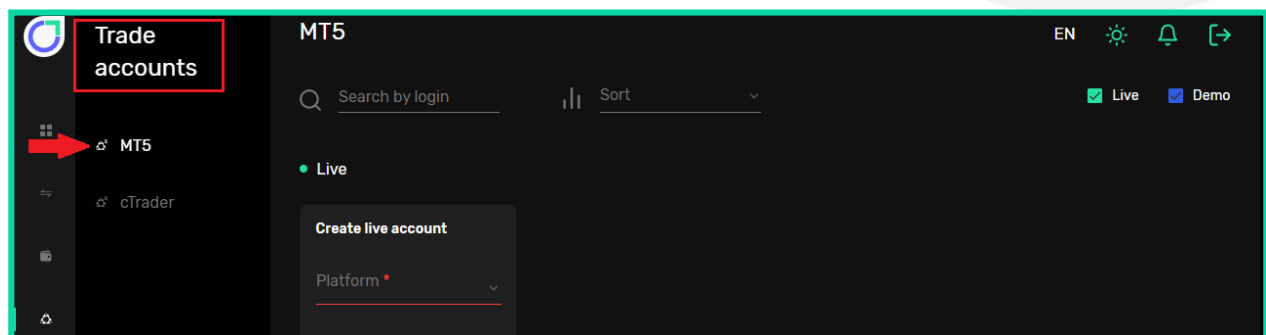 Trade
accounts
MT5
cTrader
MT5
EN
Search by login
Sort
Live
Demo
Live
Create live account
Platform *